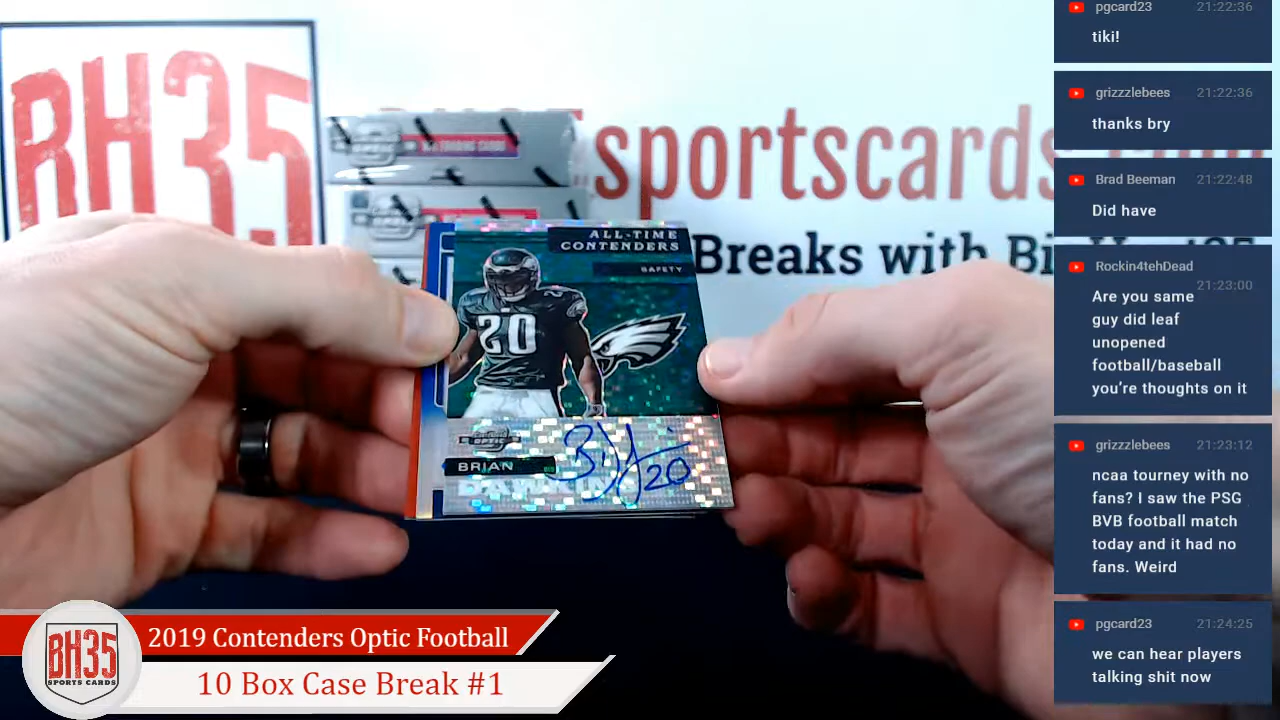 BH35
sportscards
Breaks with
OPTIC
ALL-TIME
CONTENDERS
SAFETY
20
OPTIC
BRIAN
20
BH35
SPORTS CARDS
2019 Contenders Optic Football
10 Box Case Break #1
pgcard23 21:22:36
tiki!
grizzzlebees 21:22:36
thanks bry
Brad Beeman 21:22:48
Did have
Rockin4tehDead
21:23:00
Are you same
guy did leaf
unopened
football/baseball
you're thoughts on it
grizzzlebees 21:23:12
ncaa tourney with no
fans? I saw the PSG
BVB football match
today and it had no
fans. Weird
pgcard23 21:24:25
we can hear players
talking shit now